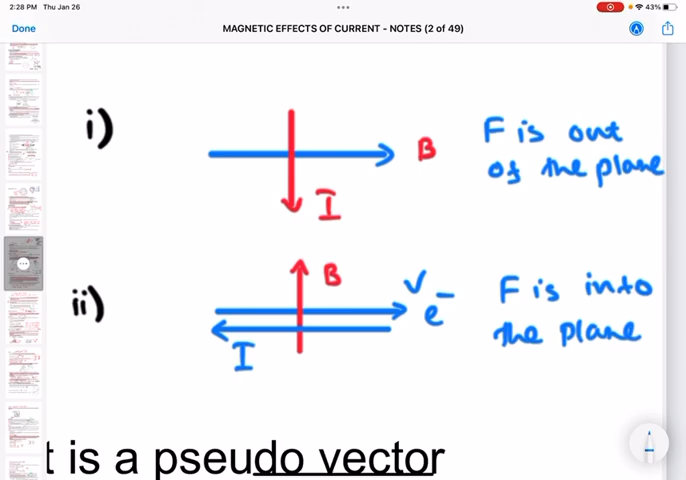 2:28 PM Thu Jan 26
43%
Done
MAGNETIC EFFECTS OF CURRENT - NOTES (2 of 49)
i)
B
I
F is out
of the plane
ii)
B
V
e-
I
F is into
the plane
t is a pseudo vector